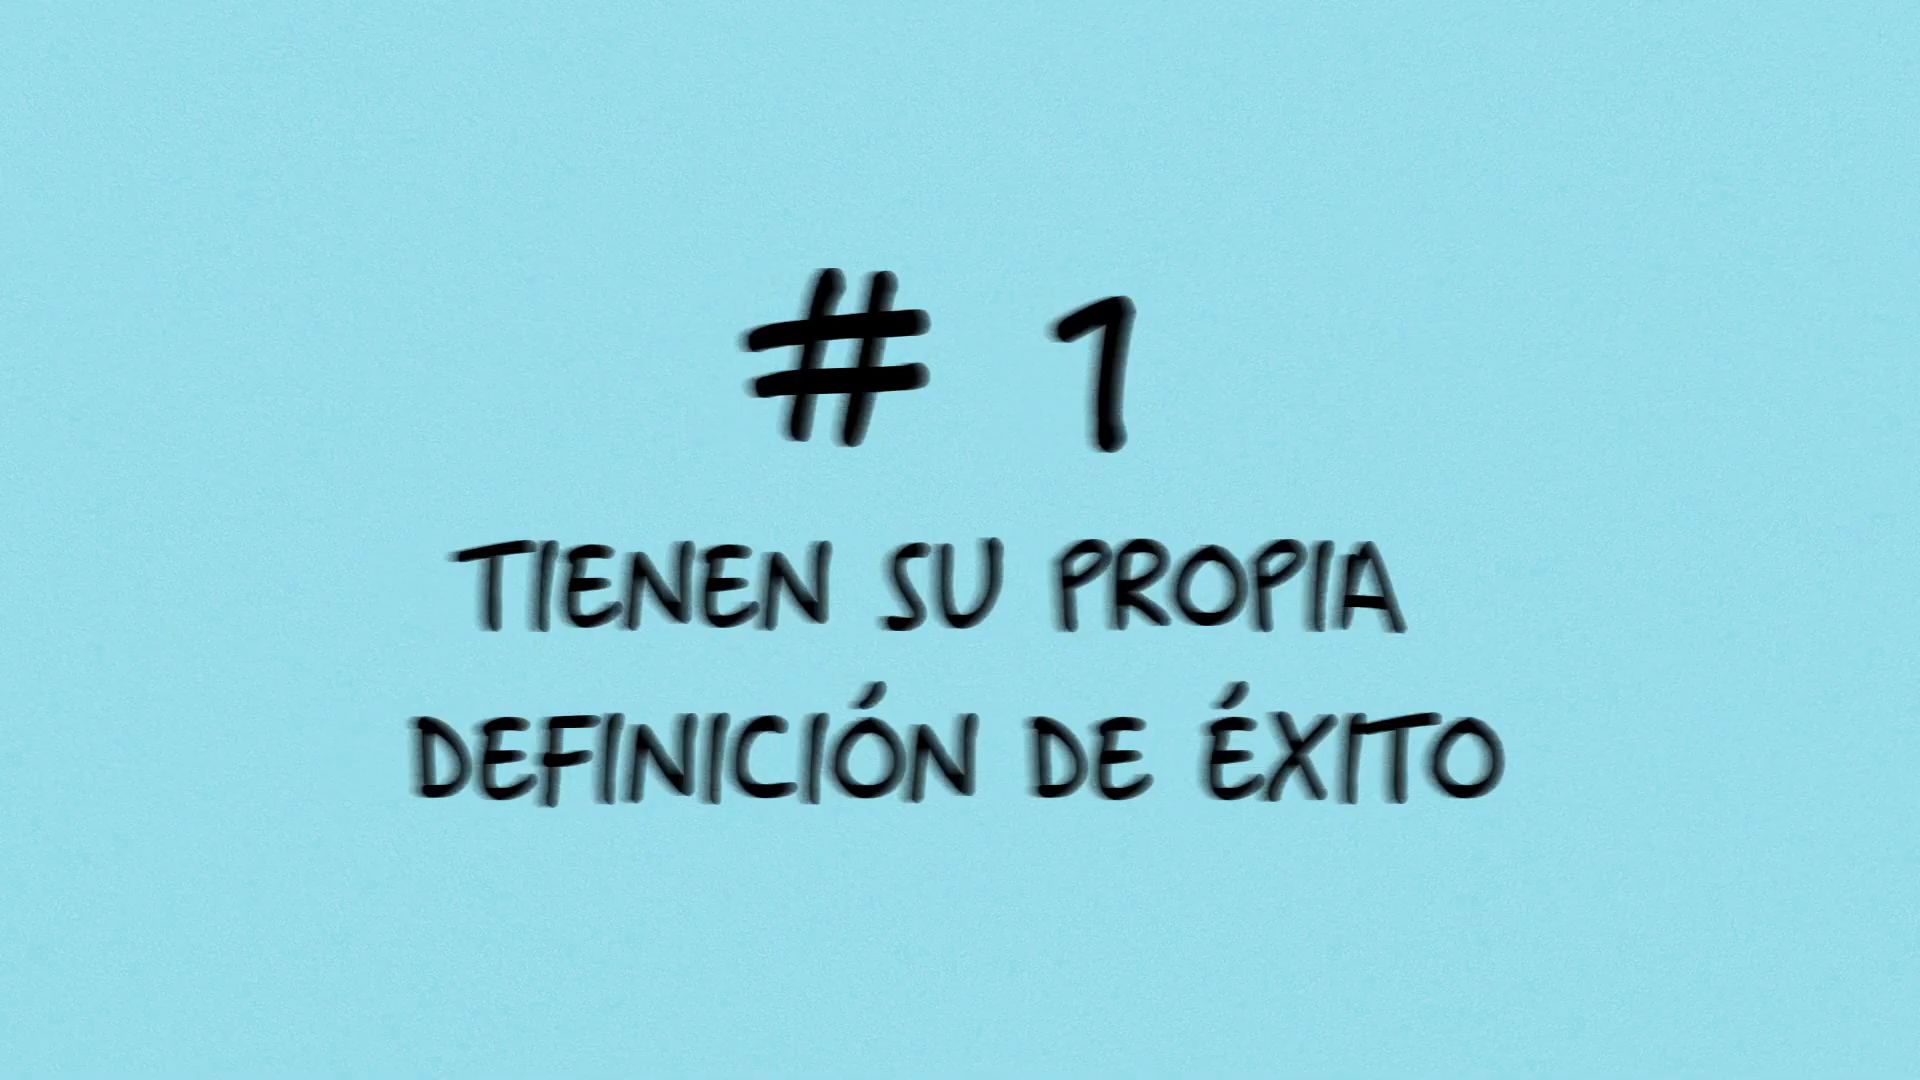 # 1
TIENEN SU PROPIA
DEFINICIÓN DE ÉXITO